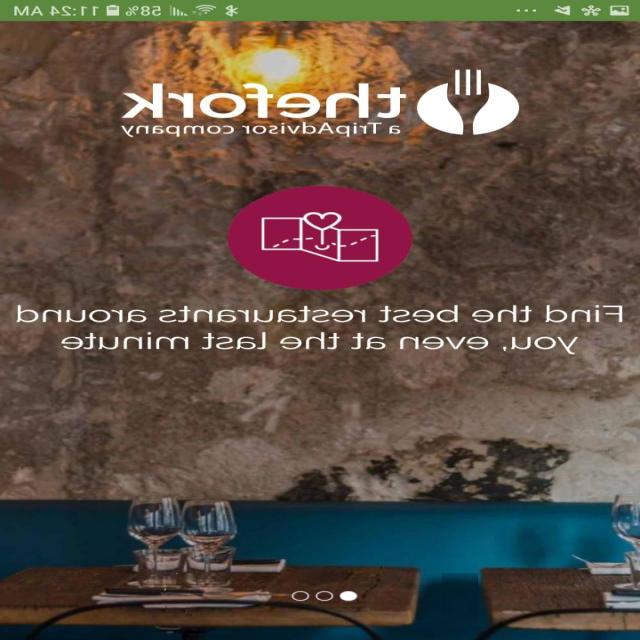 58% 11:24 AM
thefork
a TripAdvisor company
Find the best restaurants around
you, even at the last minute